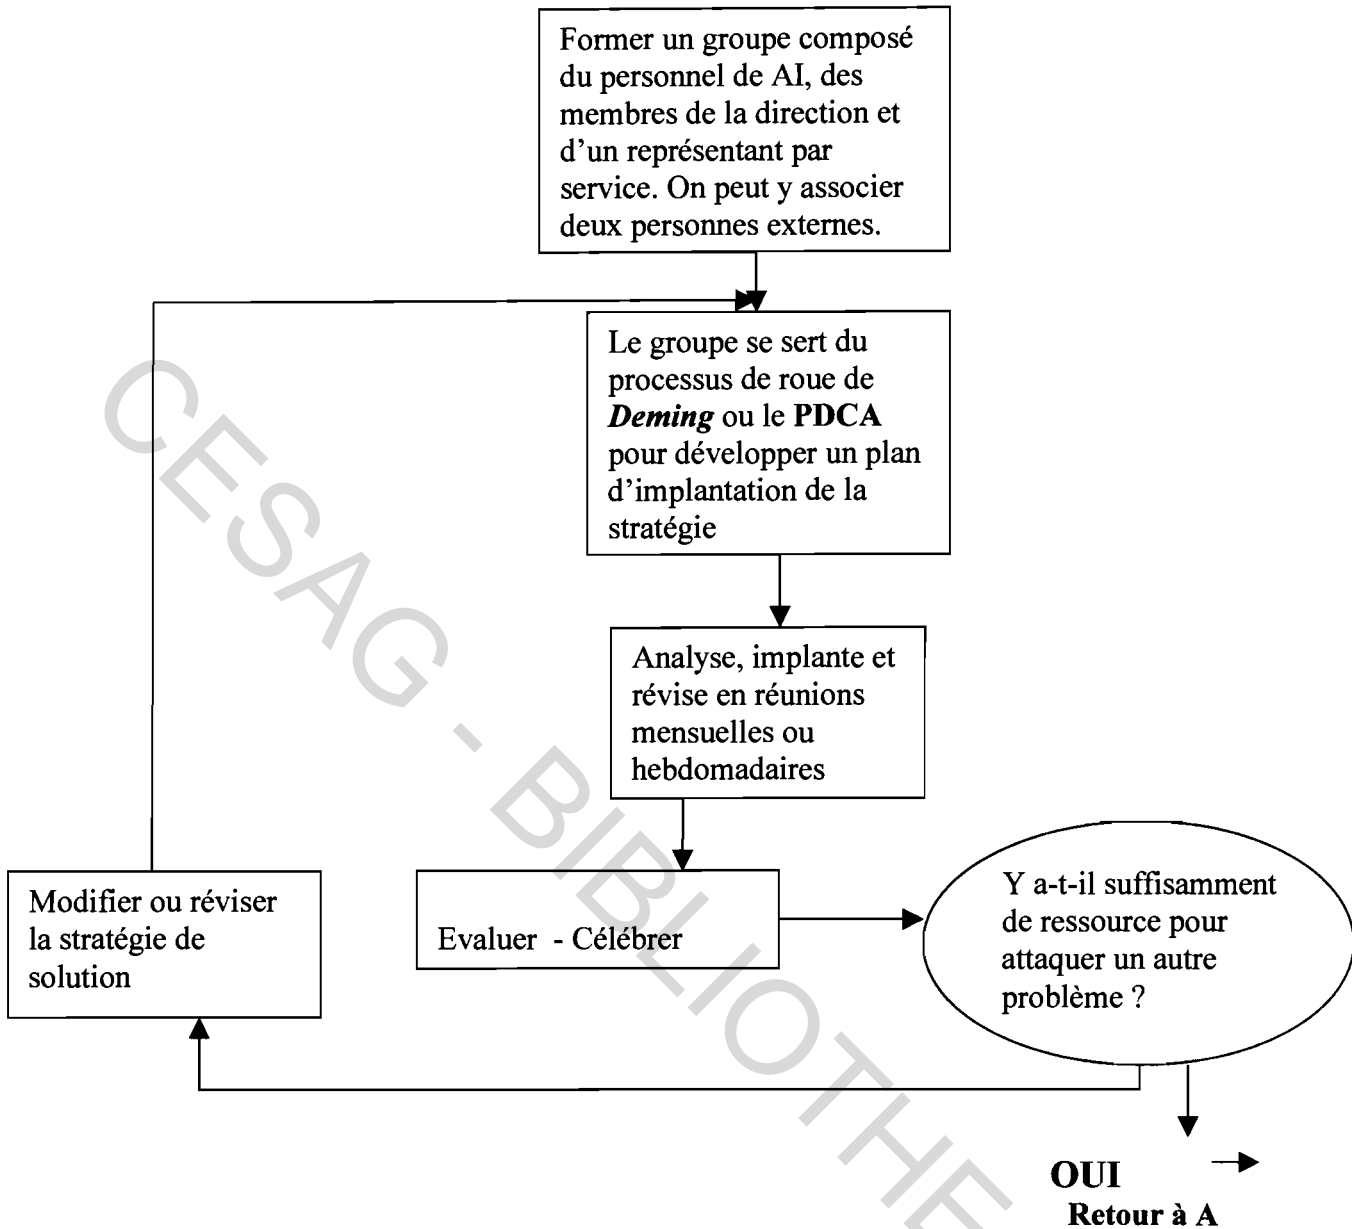 Former un groupe composé
du personnel de AI, des
membres de la direction et
d'un représentant par
service. On peut y associer
deux personnes externes.
Le groupe se sert du
processus de roue de
Deming ou le PDCA
pour développer un plan
d'implantation de la
stratégie
Analyse, implante et
révise en réunions
mensuelles ou
hebdomadaires
Modifier ou réviser
la stratégie de
solution
Evaluer - Célébrer
Y a-t-il suffisamment
de ressource pour
attaquer un autre
problème ?
OUI
Retour à A
CESAG - BIBLIOTHE